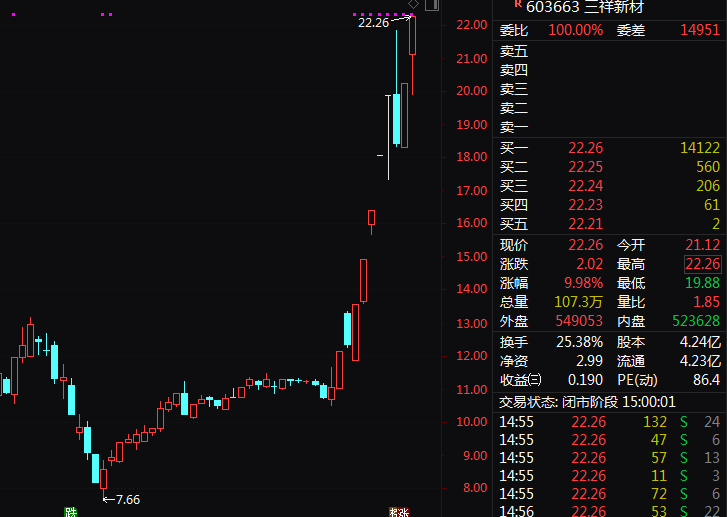 R 603663 三祥新材
22.26
22.00
21.00
20.00
19.00
18.00
17.00
16.00
15.00
14.00
13.00
12.00
11.00
10.00
9.00
8.00
7.66
跌
涨
委比 100.00% 委差 14951
卖五
卖四
卖三
卖二
卖一
买一 22.26 14122
买二 22.25 560
买三 22.24 206
买四 22.23 61
买五 22.21 2
现价 22.26 今开 21.12
涨跌 2.02 最高 22.26
涨幅 9.98% 最低 19.88
总量 107.3万 量比 1.85
外盘 549053 内盘 523628
换手 25.38% 股本 4.24亿
净资 2.99 流通 4.23亿
收益㈢ 0.190 PE(动) 86.4
交易状态: 闭市阶段 15:00:01
14:55 22.26 132 S 24
14:55 22.26 47 S 6
14:55 22.26 57 S 13
14:55 22.26 11 S 3
14:55 22.26 72 S 6
14:56 22.26 53 S 22